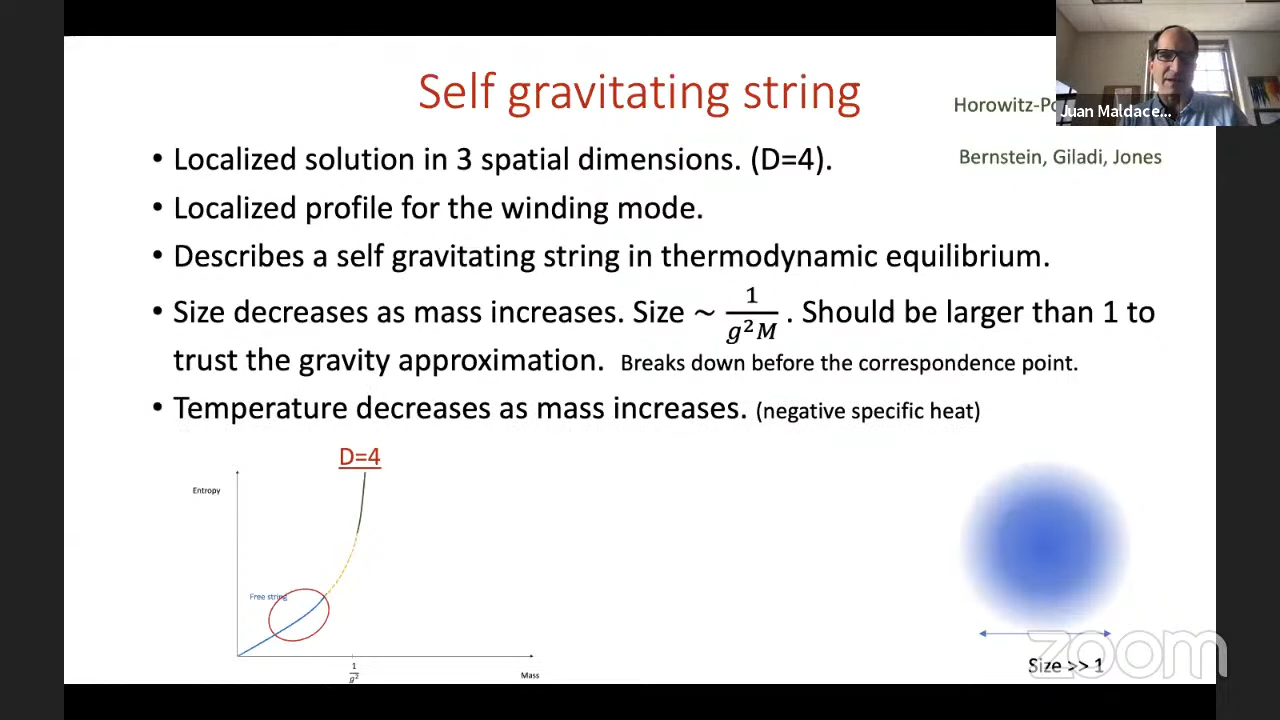 Self gravitating string
Horowitz-Po
Juan Maldace...
Bernstein, Giladi, Jones
• Localized solution in 3 spatial dimensions. (D=4).
• Localized profile for the winding mode.
• Describes a self gravitating string in thermodynamic equilibrium.
• Size decreases as mass increases. Size ~ 1/(g²M) . Should be larger than 1 to
trust the gravity approximation. Breaks down before the correspondence point.
• Temperature decreases as mass increases. (negative specific heat)
D=4
Entropy
Free string
1/g²
Mass
zoom
Size >> 1